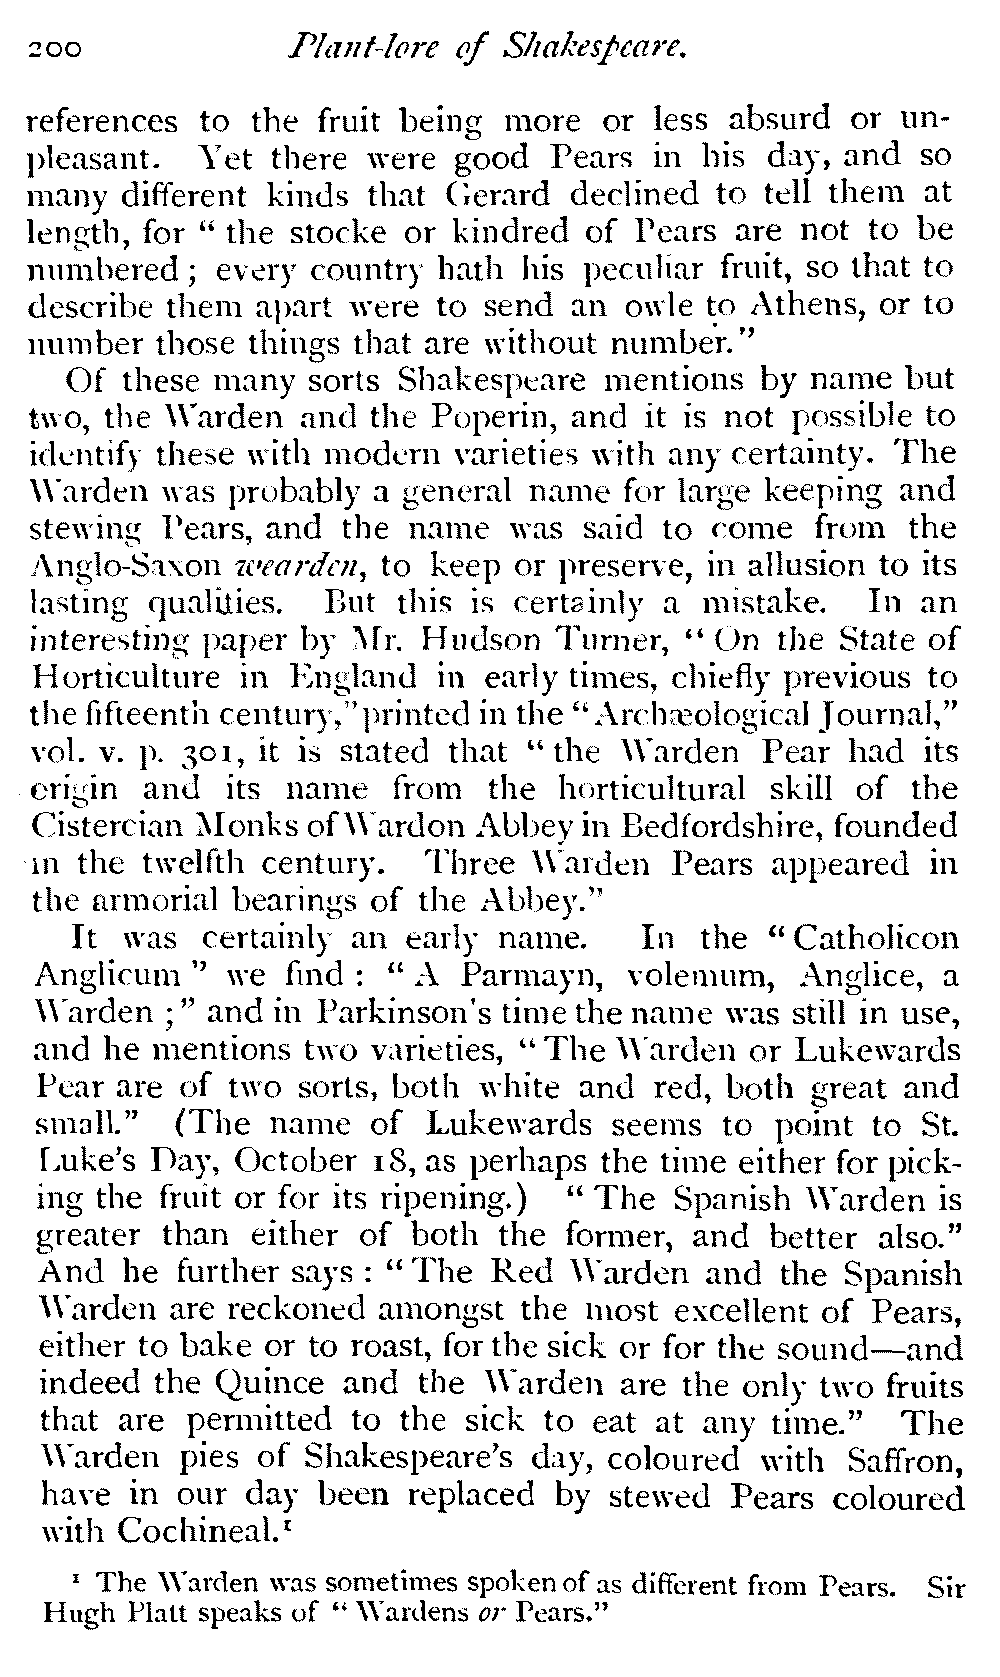 200 Plant-lore of Shakespeare.
references to the fruit being more or less absurd or un-
pleasant. Yet there were good Pears in his day, and so
many different kinds that Gerard declined to tell them at
length, for “ the stocke or kindred of Pears are not to be
numbered ; every country hath his peculiar fruit, so that to
describe them apart were to send an owle to Athens, or to
number those things that are without number.”
Of these many sorts Shakespeare mentions by name but
two, the Warden and the Poperin, and it is not possible to
identify these with modern varieties with any certainty. The
Warden was probably a general name for large keeping and
stewing Pears, and the name was said to come from the
Anglo-Saxon wearden, to keep or preserve, in allusion to its
lasting qualities. But this is certainly a mistake. In an
interesting paper by Mr. Hudson Turner, “ On the State of
Horticulture in England in early times, chiefly previous to
the fifteenth century,” printed in the “ Archæological Journal,”
vol. v. p. 301, it is stated that “ the Warden Pear had its
origin and its name from the horticultural skill of the
Cistercian Monks of Wardon Abbey in Bedfordshire, founded
in the twelfth century. Three Warden Pears appeared in
the armorial bearings of the Abbey.”
It was certainly an early name. In the “ Catholicon
Anglicum ” we find : “ A Parmayn, volemum, Anglice, a
Warden ; ” and in Parkinson's time the name was still in use,
and he mentions two varieties, “ The Warden or Lukewards
Pear are of two sorts, both white and red, both great and
small.” (The name of Lukewards seems to point to St.
Luke’s Day, October 18, as perhaps the time either for pick-
ing the fruit or for its ripening.) “ The Spanish Warden is
greater than either of both the former, and better also.”
And he further says : “ The Red Warden and the Spanish
Warden are reckoned amongst the most excellent of Pears,
either to bake or to roast, for the sick or for the sound—and
indeed the Quince and the Warden are the only two fruits
that are permitted to the sick to eat at any time.” The
Warden pies of Shakespeare’s day, coloured with Saffron,
have in our day been replaced by stewed Pears coloured
with Cochineal.¹
¹ The Warden was sometimes spoken of as different from Pears. Sir
Hugh Platt speaks of “ Wardens or Pears.”